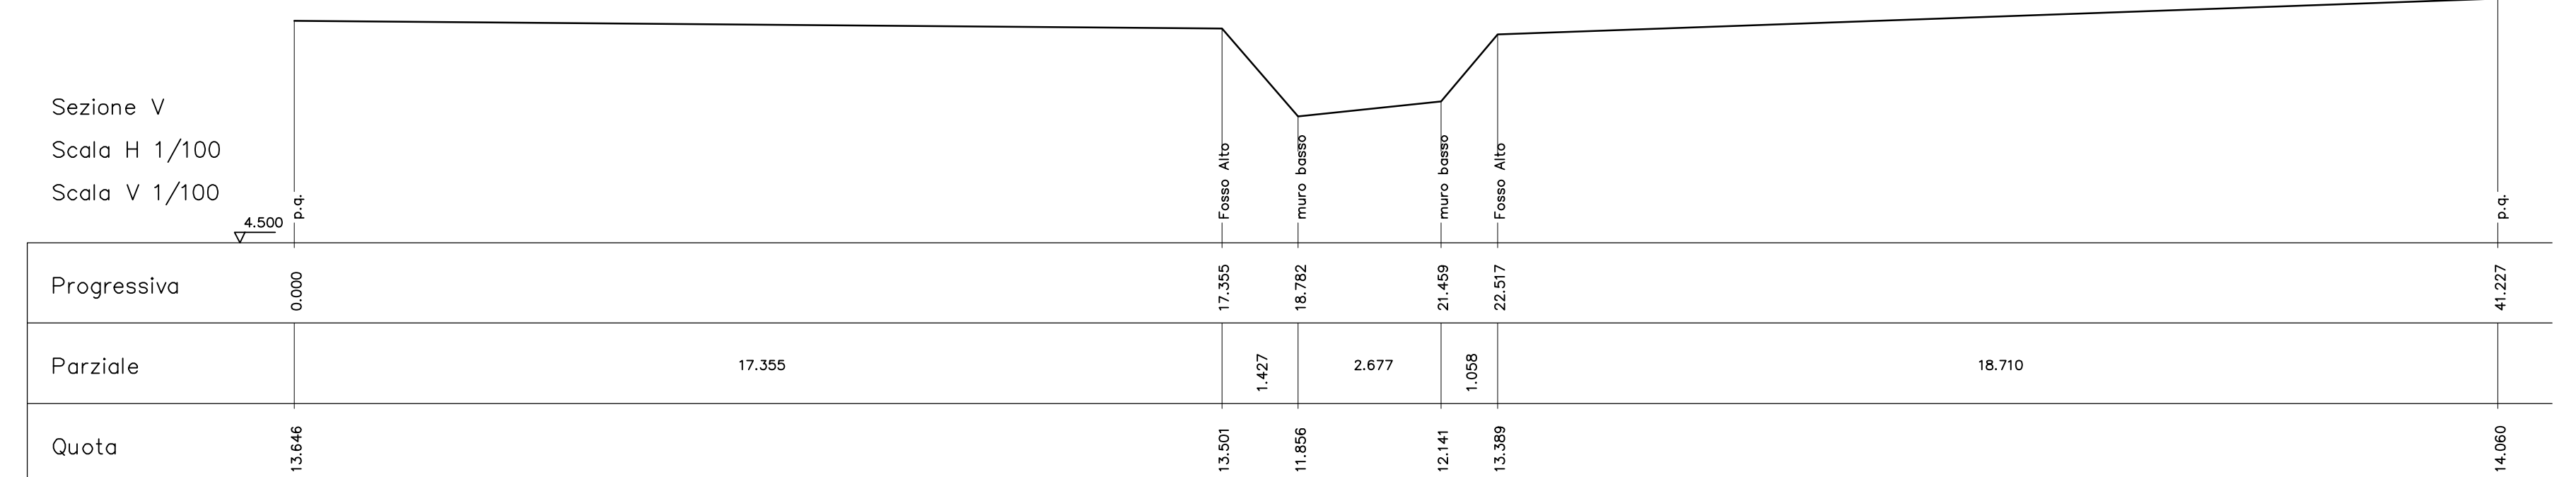 Sezione V
Scala H 1/100
Scala V 1/100
4.500
p.q. Fosso Alto muro basso muro basso Fosso Alto p.q.
Progressiva 0.000 17.355 18.782 21.459 22.517 41.227
Parziale 17.355 1.427 2.677 1.058 18.710
Quota 13.646 13.501 11.856 12.141 13.389 14.060